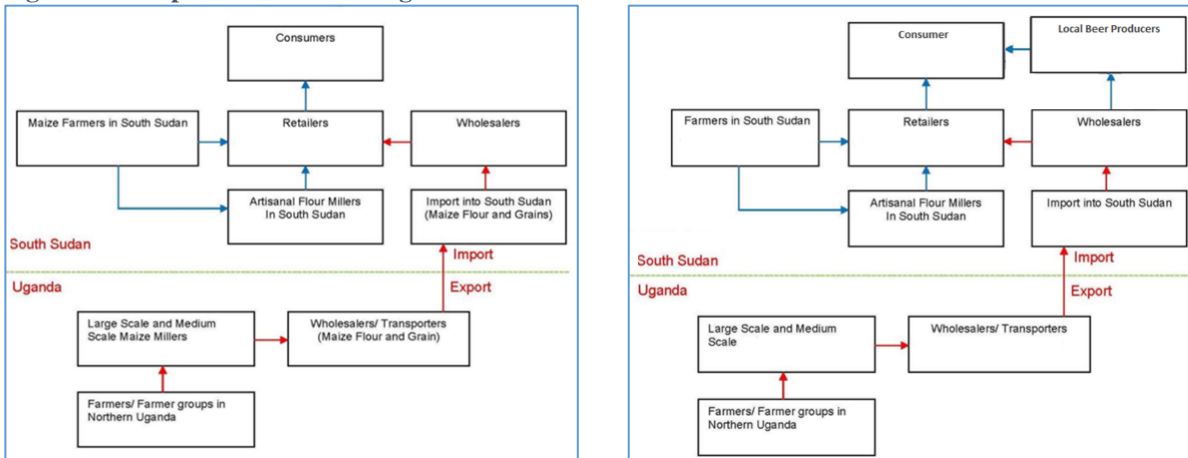 Consumers
Maize Farmers in South Sudan
Retailers
Wholesalers
Artisanal Flour Millers
In South Sudan
Import into South Sudan
(Maize Flour and Grains)
South Sudan
Import
Uganda
Export
Large Scale and Medium
Scale Maize Millers
Wholesalers/ Transporters
(Maize Flour and Grain)
Farmers/ Farmer groups in
Northern Uganda
Consumer
Local Beer Producers
Farmers in South Sudan
Retailers
Wholesalers
Artisanal Flour Millers
In South Sudan
Import into South Sudan
South Sudan
Import
Uganda
Export
Large Scale and Medium
Scale
Wholesalers/ Transporters
Farmers/ Farmer groups in
Northern Uganda